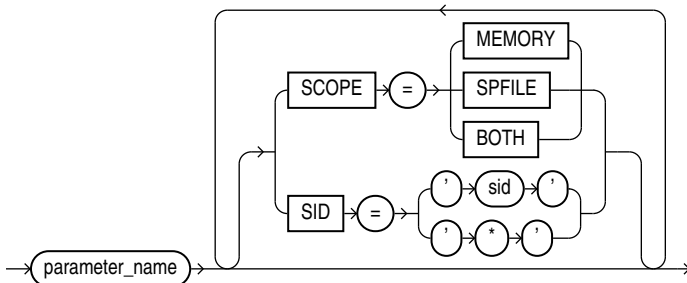 MEMORY
SCOPE = SPFILE
BOTH
SID = ' sid '
' * '
parameter_name